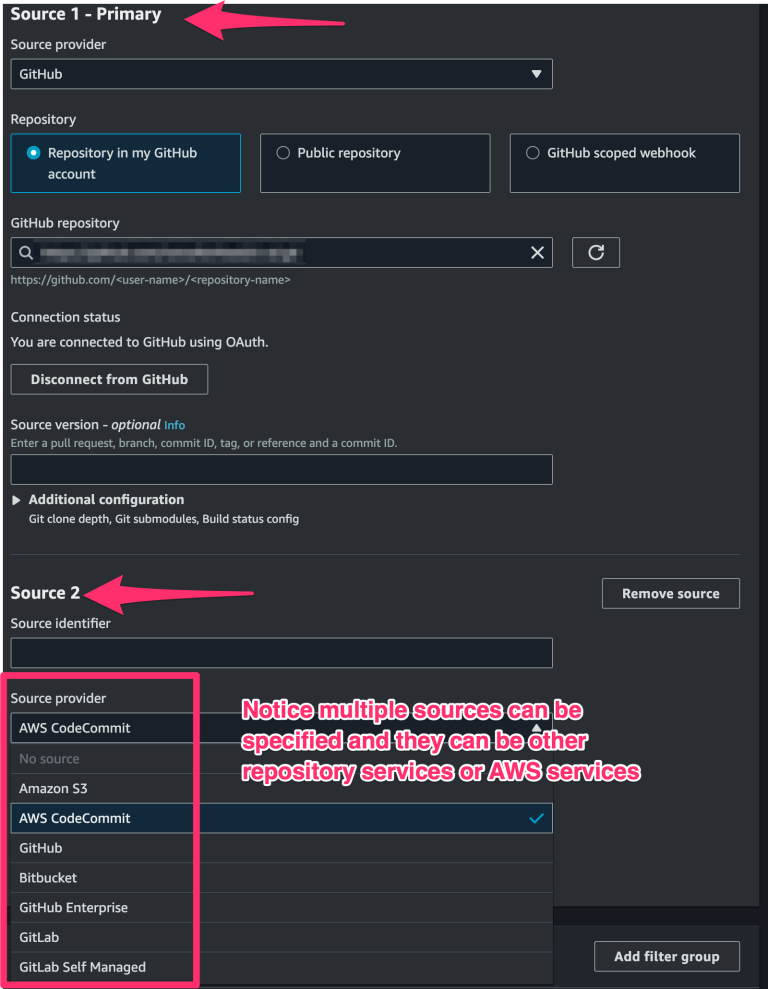 Source 1 - Primary
Source provider
GitHub
Repository
Repository in my GitHub
account
Public repository
GitHub scoped webhook
GitHub repository
https://github.com/<user-name>/<repository-name>
Connection status
You are connected to GitHub using OAuth.
Disconnect from GitHub
Source version - optional Info
Enter a pull request, branch, commit ID, tag, or reference and a commit ID.
Additional configuration
Git clone depth, Git submodules, Build status config
Source 2
Remove source
Source identifier
Source provider
AWS CodeCommit
Notice multiple sources can be
specified and they can be other
repository services or AWS services
No source
Amazon S3
AWS CodeCommit
GitHub
Bitbucket
GitHub Enterprise
GitLab
GitLab Self Managed
Add filter group